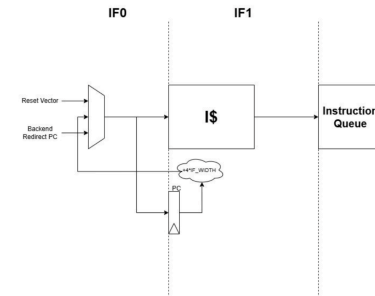 IF0
IF1
Reset Vector
Backend
Redirect PC
I$
Instruction
Queue
+4*IF_WIDTH
PC